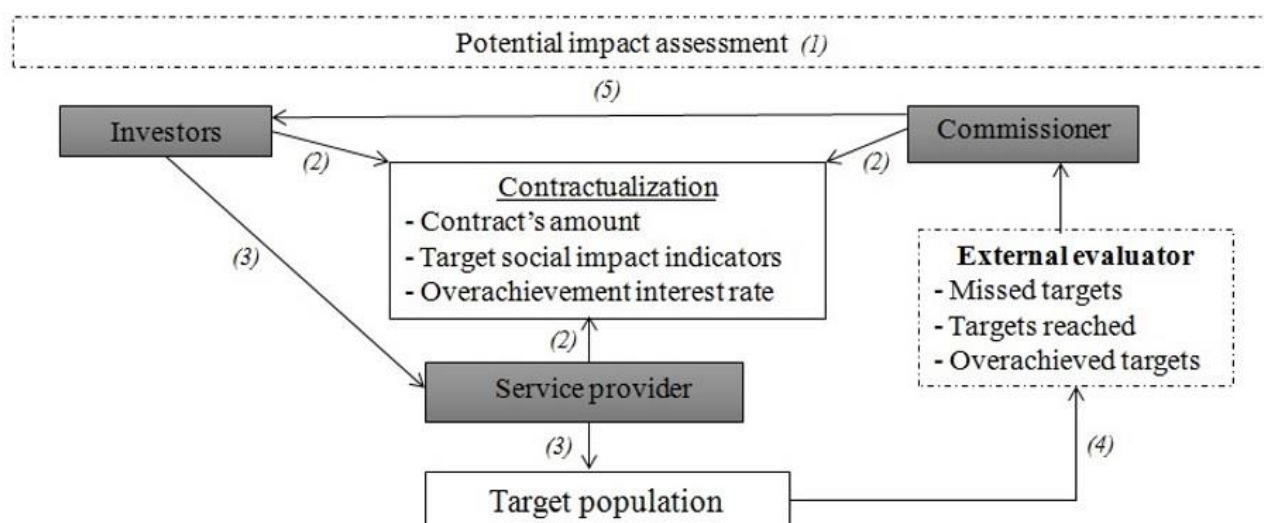 Potential impact assessment (1)
(5)
Investors
Commissioner
(2)
(2)
Contractualization
- Contract's amount
- Target social impact indicators
- Overachievement interest rate
(3)
External evaluator
- Missed targets
- Targets reached
- Overachieved targets
(2)
Service provider
(3)
(4)
Target population